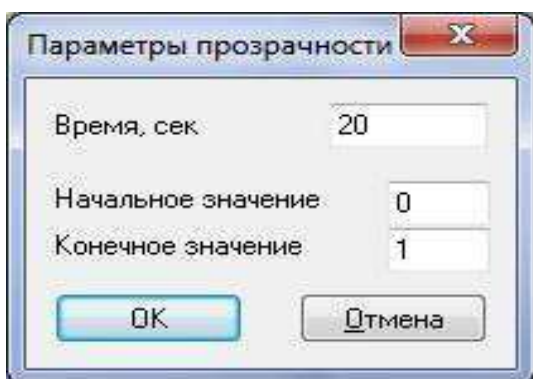 Параметры прозрачности
Время, сек 20
Начальное значение 0
Конечное значение 1
OK Отмена